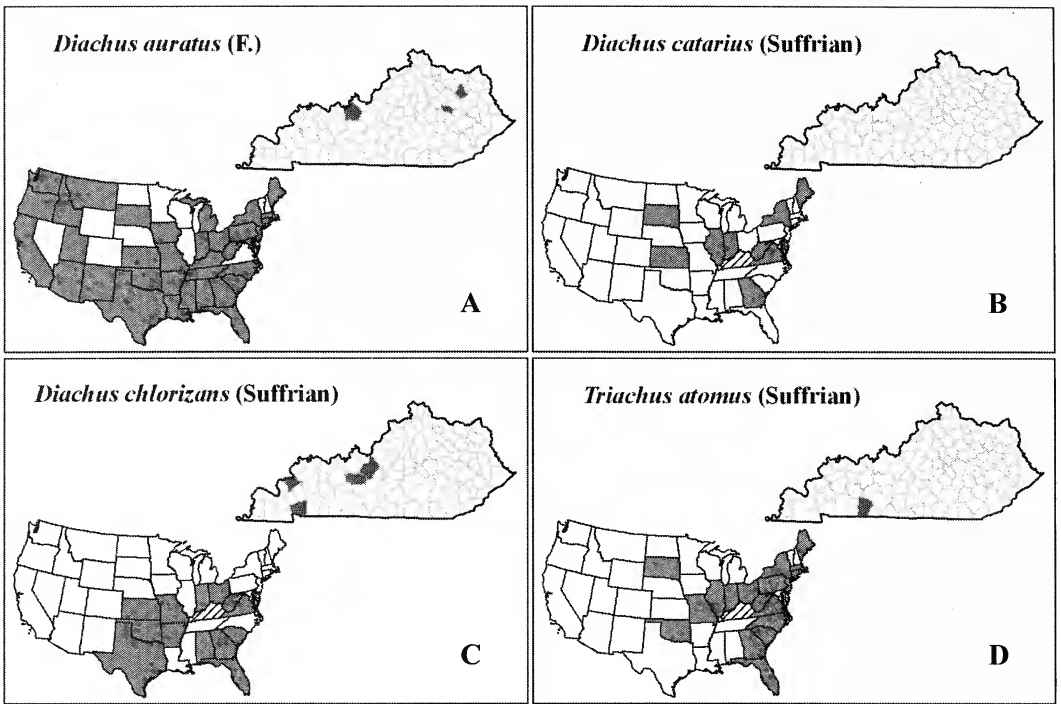 Diachus auratus (F.)
A
Diachus catarius (Suffrian)
B
Diachus chlorizans (Suffrian)
C
Triachus atomus (Suffrian)
D